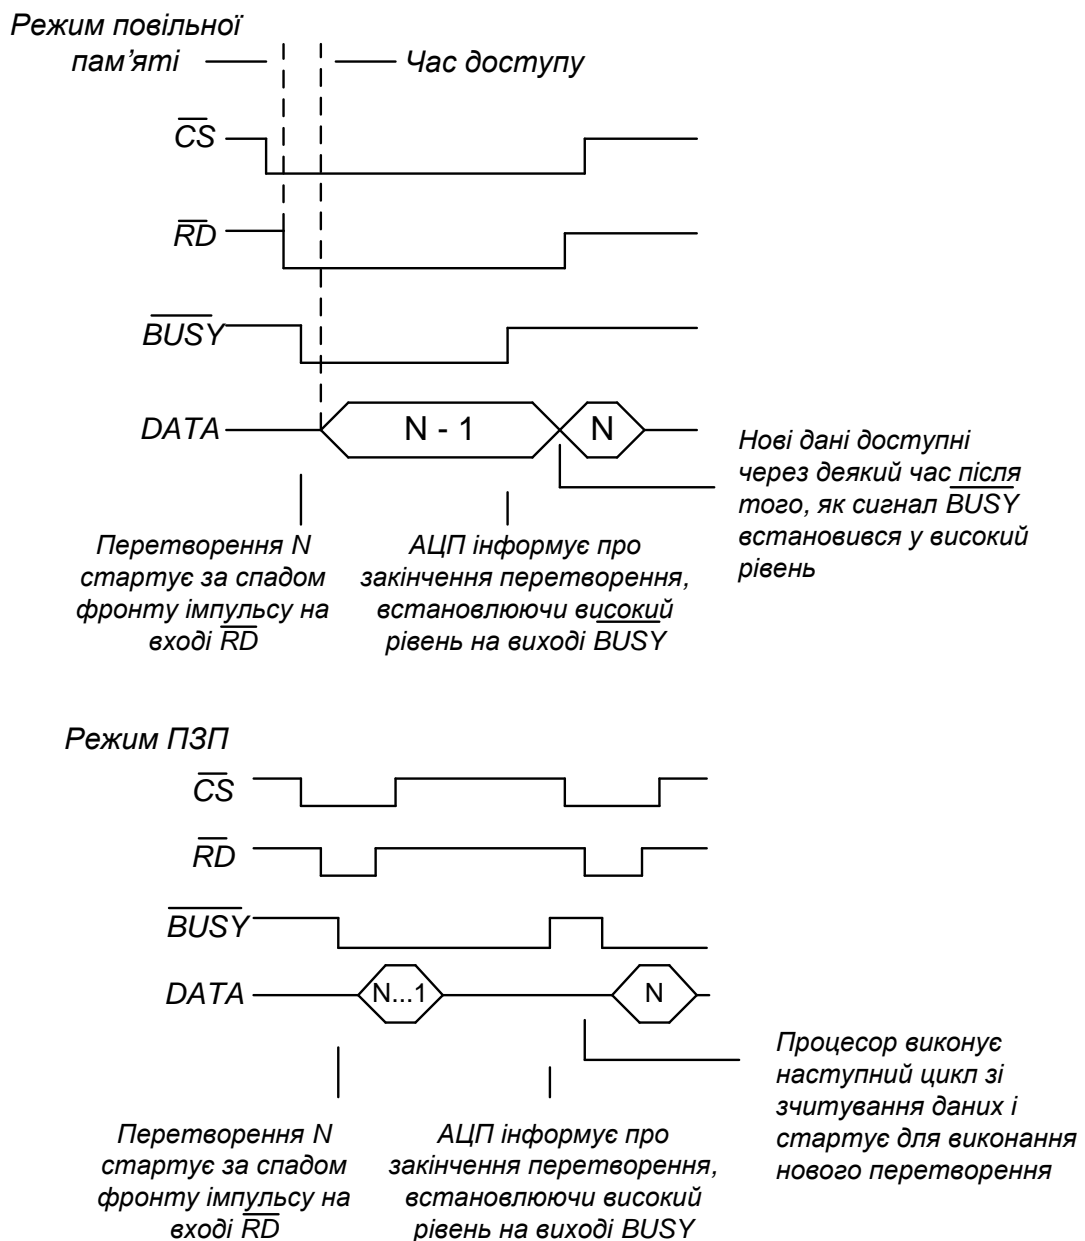 Режим повільної
пам’яті
Час доступу
CS
RD
BUSY
DATA
N - 1
N
Нові дані доступні
через деякий час після
того, як сигнал BUSY
встановився у високий
рівень
Перетворення N
стартує за спадом
фронту імпульсу на
вході RD
АЦП інформує про
закінчення перетворення,
встановлюючи високий
рівень на виході BUSY
Режим ПЗП
CS
RD
BUSY
DATA
N...1
N
Процесор виконує
наступний цикл зі
зчитування даних і
стартує для виконання
нового перетворення
Перетворення N
стартує за спадом
фронту імпульсу на
вході RD
АЦП інформує про
закінчення перетворення,
встановлюючи високий
рівень на виході BUSY